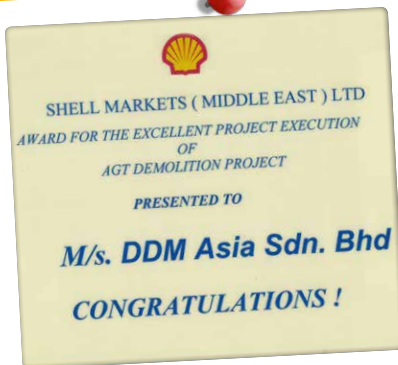 SHELL MARKETS ( MIDDLE EAST ) LTD
AWARD FOR THE EXCELLENT PROJECT EXECUTION
OF
AGT DEMOLITION PROJECT
PRESENTED TO
M/s. DDM Asia Sdn. Bhd
CONGRATULATIONS !